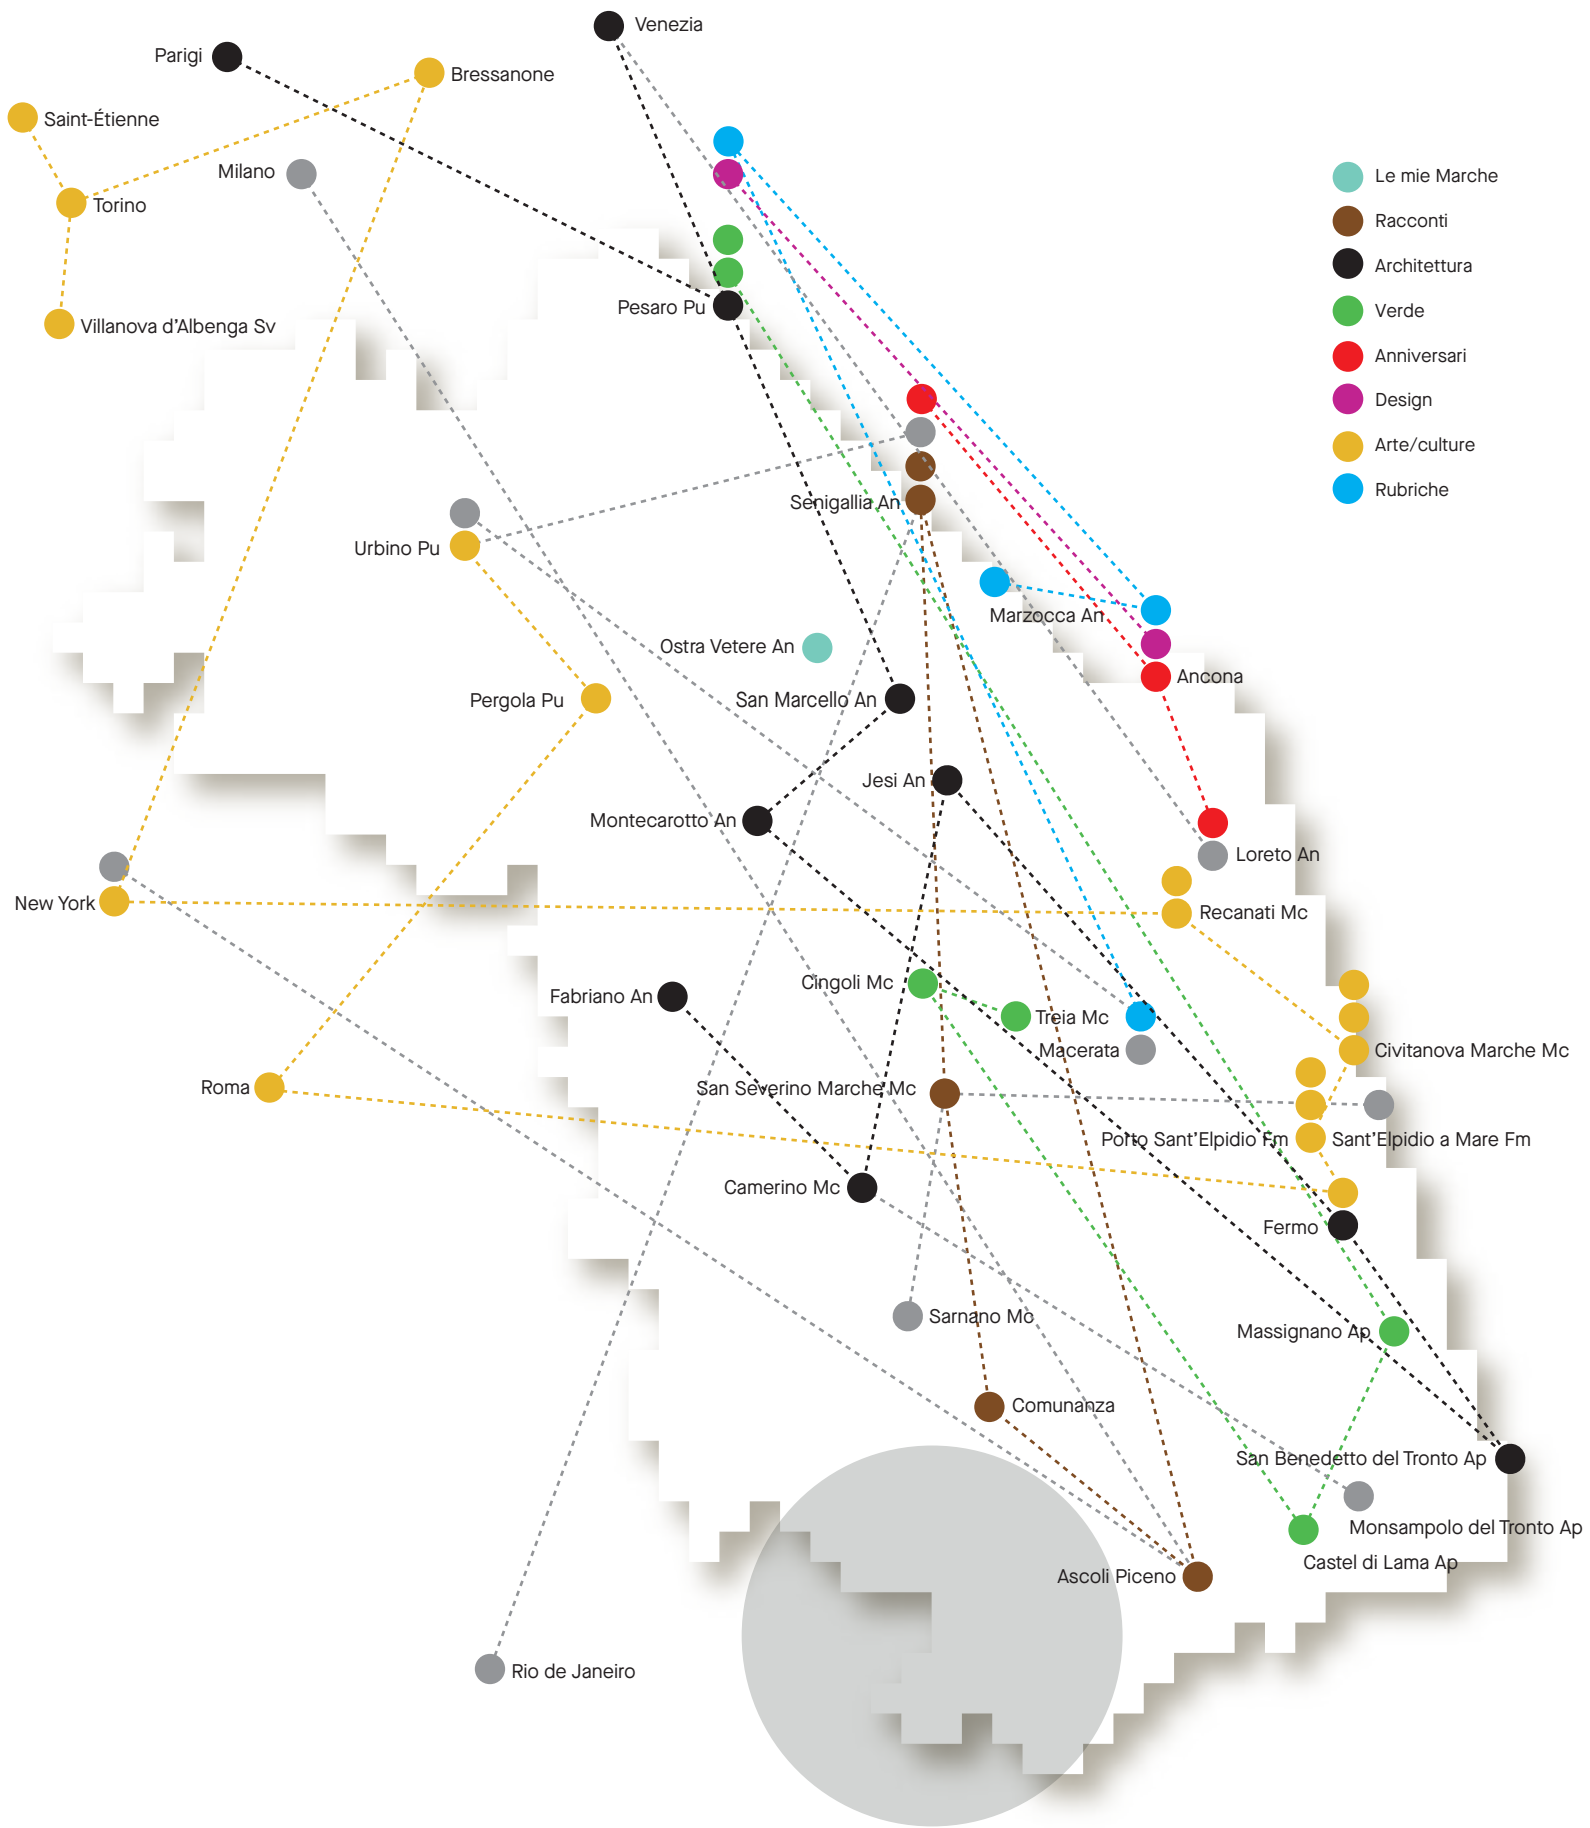 Venezia
Parigi
Bressanone
Saint-Étienne
Milano
Torino
Pesaro Pu
Villanova d'Albenga Sv
Le mie Marche
Racconti
Architettura
Verde
Anniversari
Design
Arte/culture
Rubriche
Senigallia An
Urbino Pu
Marzocca An
Ostra Vetere An
Ancona
Pergola Pu
San Marcello An
Jesi An
Montecarotto An
Loreto An
New York
Recanati Mc
Cingoli Mc
Fabriano An
Treia Mc
Macerata
Civitanova Marche Mc
Roma
San Severino Marche Mc
Porto Sant'Elpidio Fm
Sant'Elpidio a Mare Fm
Camerino Mc
Fermo
Sarnano Mc
Massignano Ap
Comunanza
San Benedetto del Tronto Ap
Monsampolo del Tronto Ap
Castel di Lama Ap
Ascoli Piceno
Rio de Janeiro